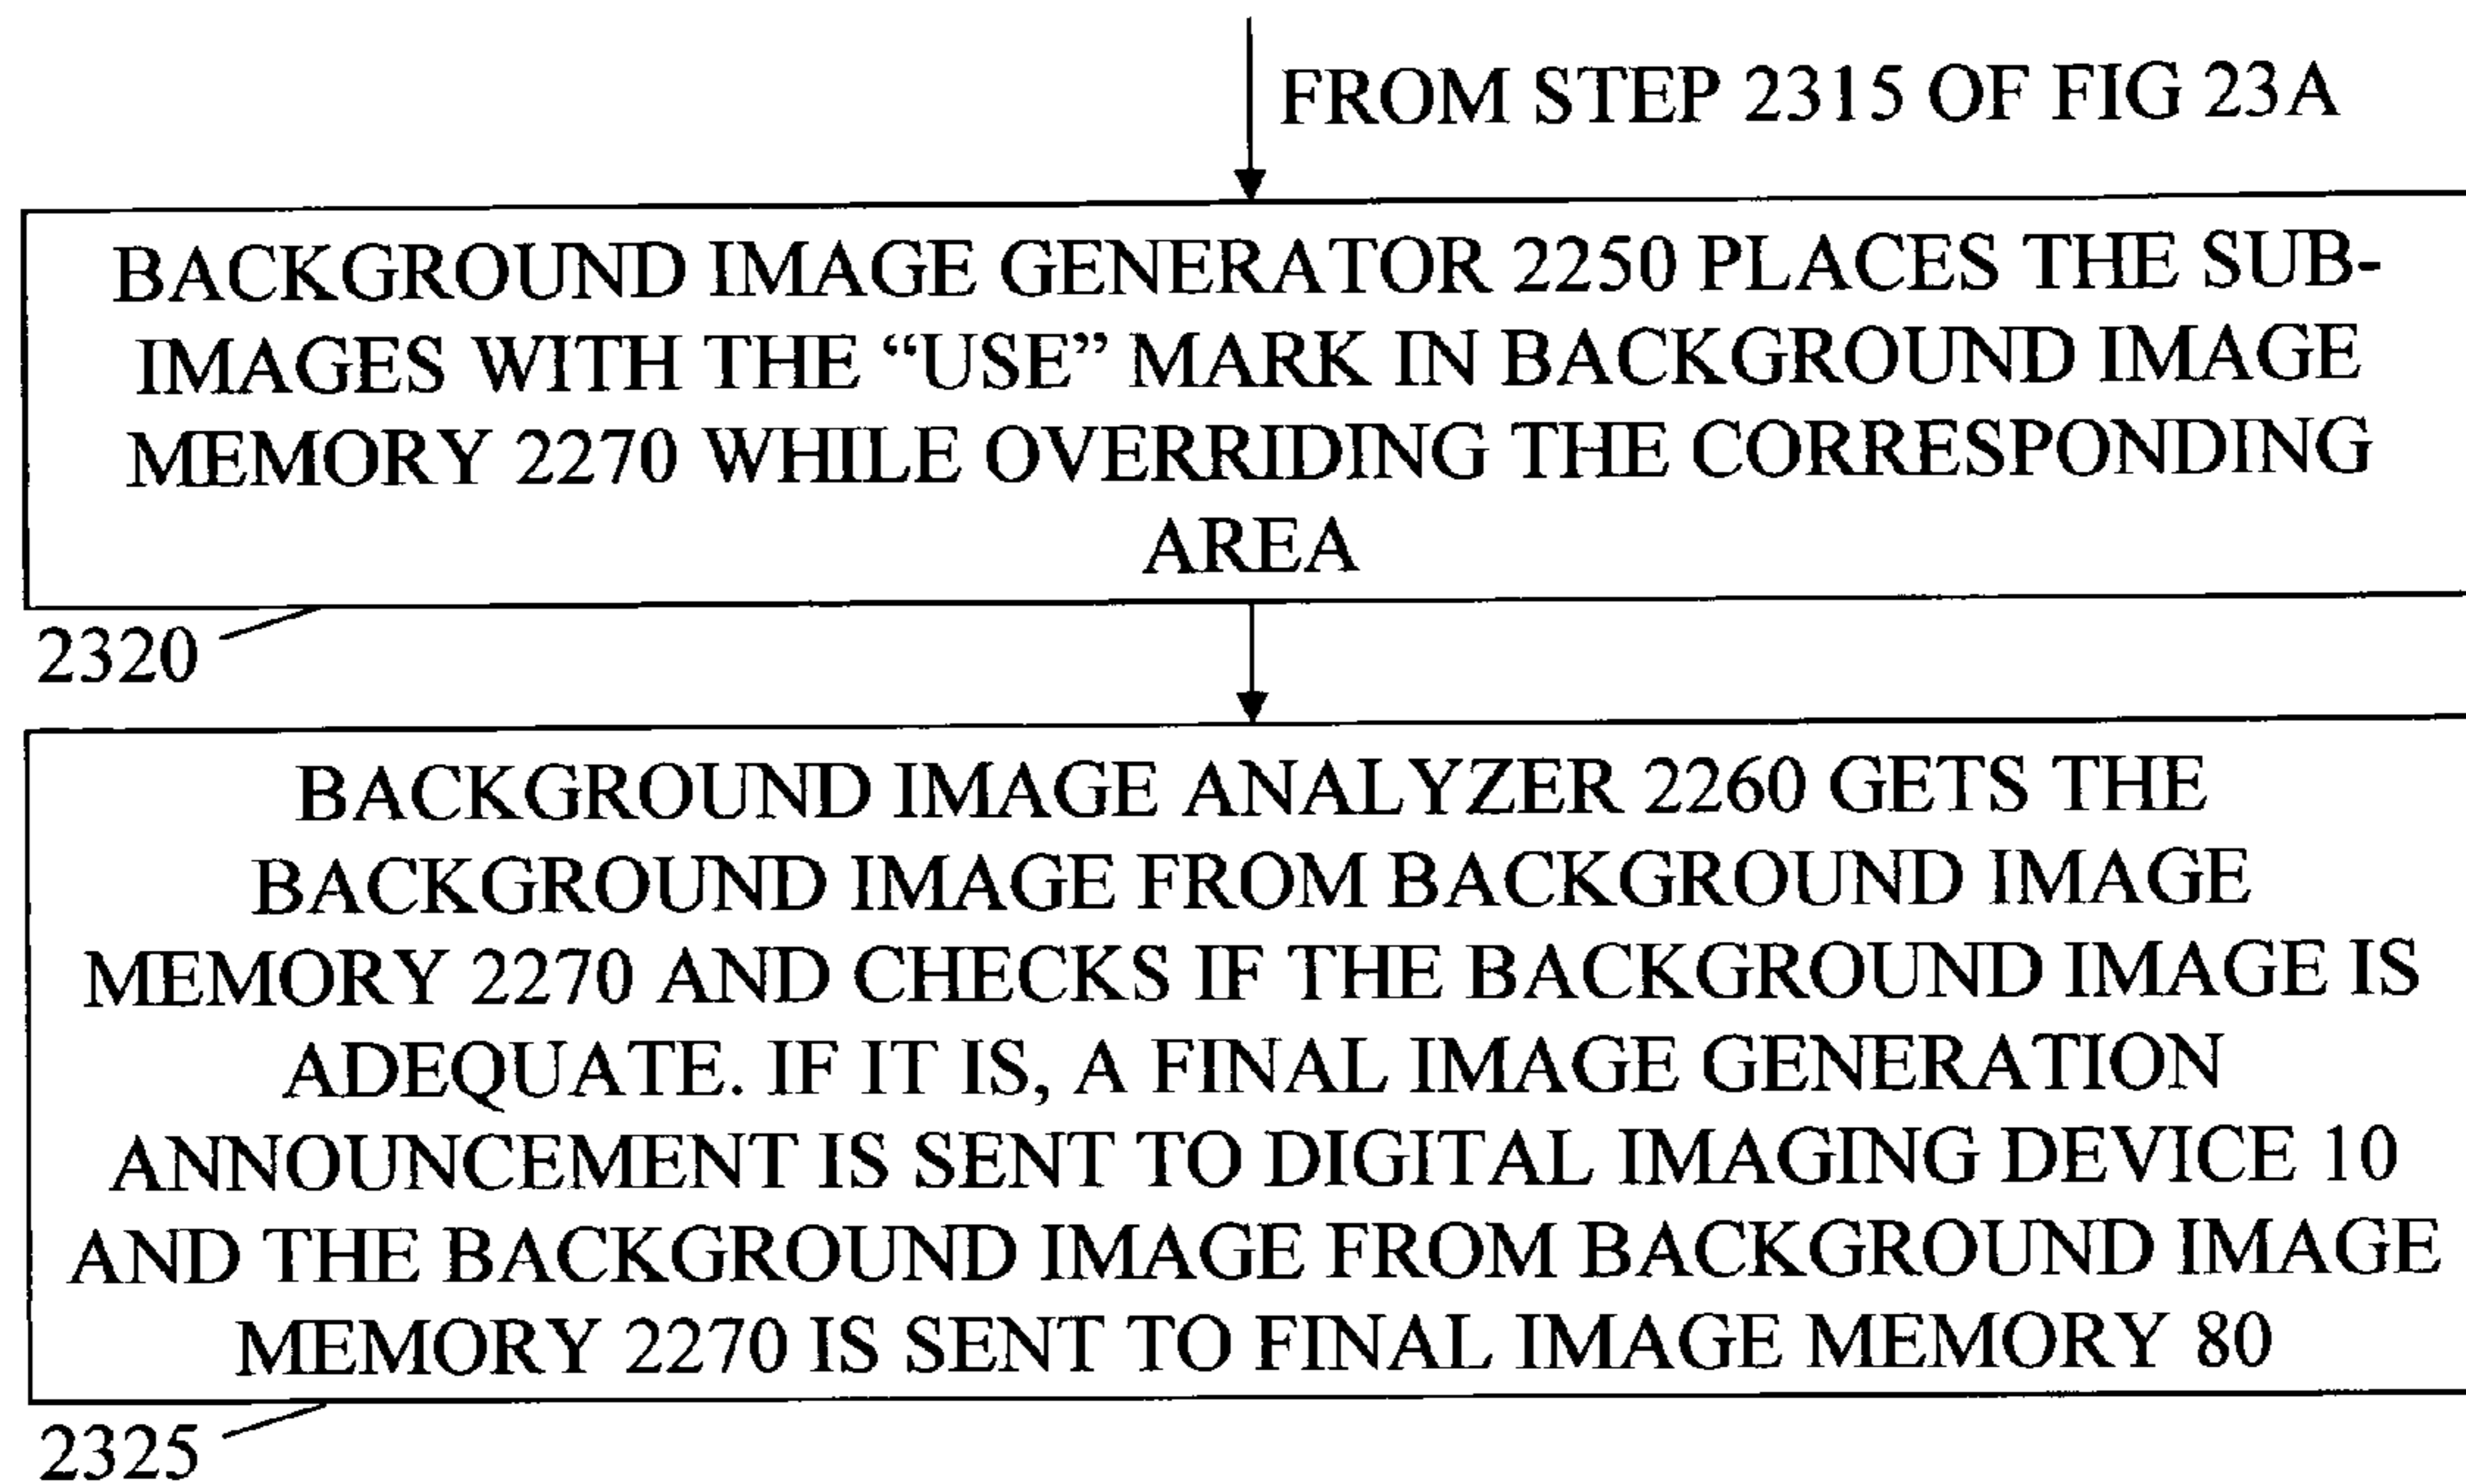 FROM STEP 2315 OF FIG 23A
BACKGROUND IMAGE GENERATOR 2250 PLACES THE SUB-
IMAGES WITH THE “USE” MARK IN BACKGROUND IMAGE
MEMORY 2270 WHILE OVERRIDING THE CORRESPONDING
AREA
2320
BACKGROUND IMAGE ANALYZER 2260 GETS THE
BACKGROUND IMAGE FROM BACKGROUND IMAGE
MEMORY 2270 AND CHECKS IF THE BACKGROUND IMAGE IS
ADEQUATE. IF IT IS, A FINAL IMAGE GENERATION
ANNOUNCEMENT IS SENT TO DIGITAL IMAGING DEVICE 10
AND THE BACKGROUND IMAGE FROM BACKGROUND IMAGE
MEMORY 2270 IS SENT TO FINAL IMAGE MEMORY 80
2325